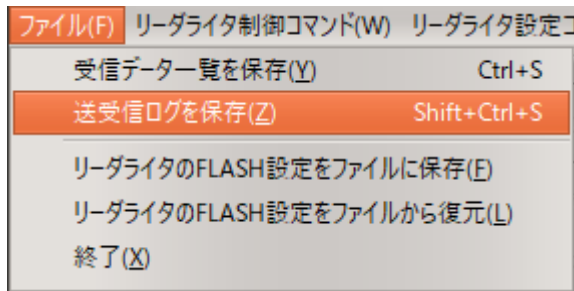 ファイル(F) リーダライタ制御コマンド(W) リーダライタ設定コ
受信データ一覧を保存(Y) Ctrl+S
送受信ログを保存(Z) Shift+Ctrl+S
リーダライタのFLASH設定をファイルに保存(F)
リーダライタのFLASH設定をファイルから復元(L)
終了(X)